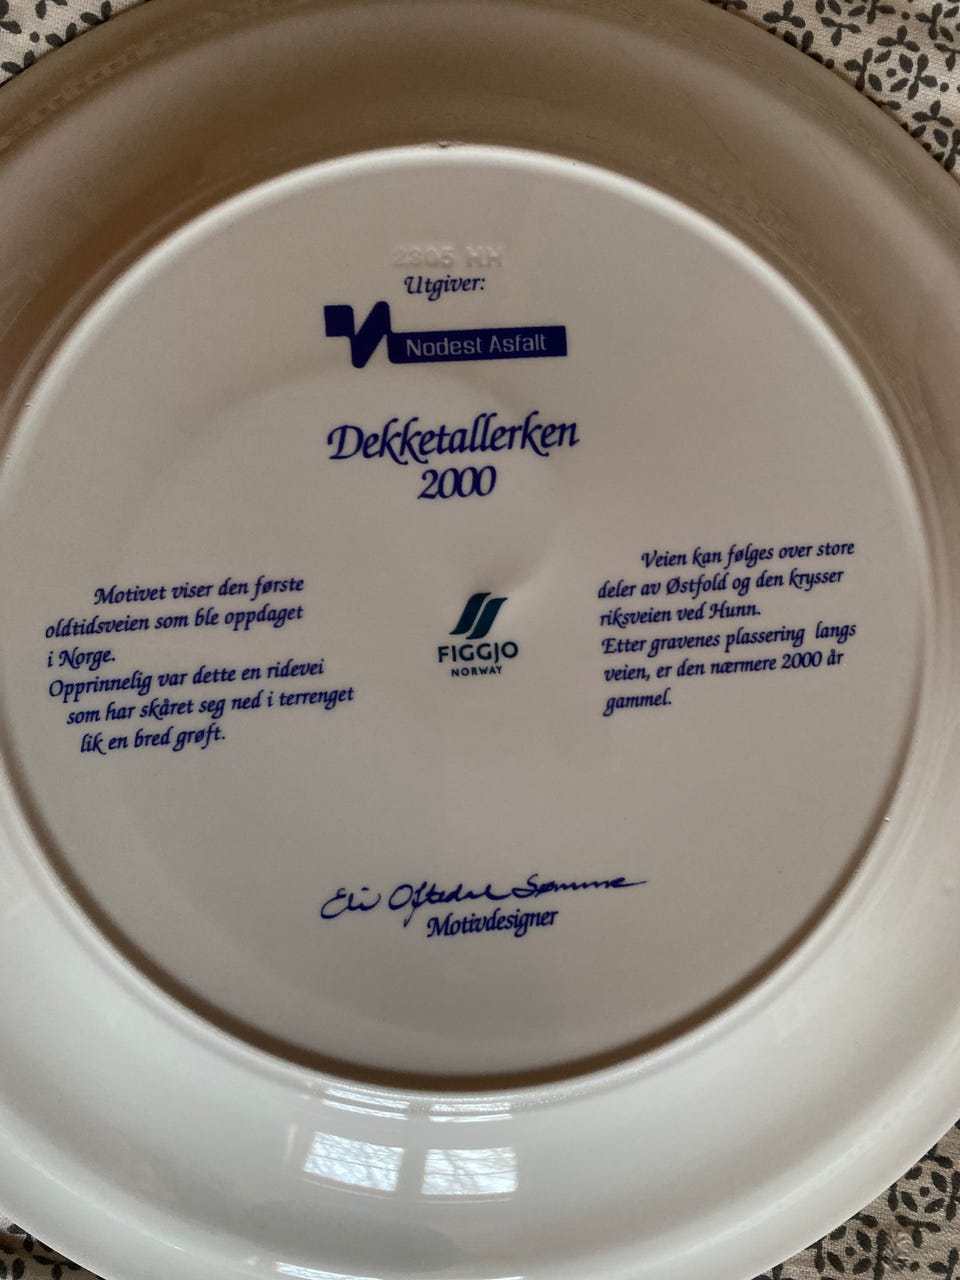 2305 HH
Utgiver:
Nodest Asfalt
Dekketallerken
2000
Motivet viser den første
oldtidsveien som ble oppdaget
i Norge.
Opprinnelig var dette en ridevei
som har skåret seg ned i terrenget
lik en bred grøft.
FIGGJO
NORWAY
Veien kan følges over store
deler av Østfold og den krysser
riksveien ved Hunn.
Etter gravenes plassering langs
veien, er den nærmere 2000 år
gammel.
Eli Oftedal Sømme
Motivdesigner